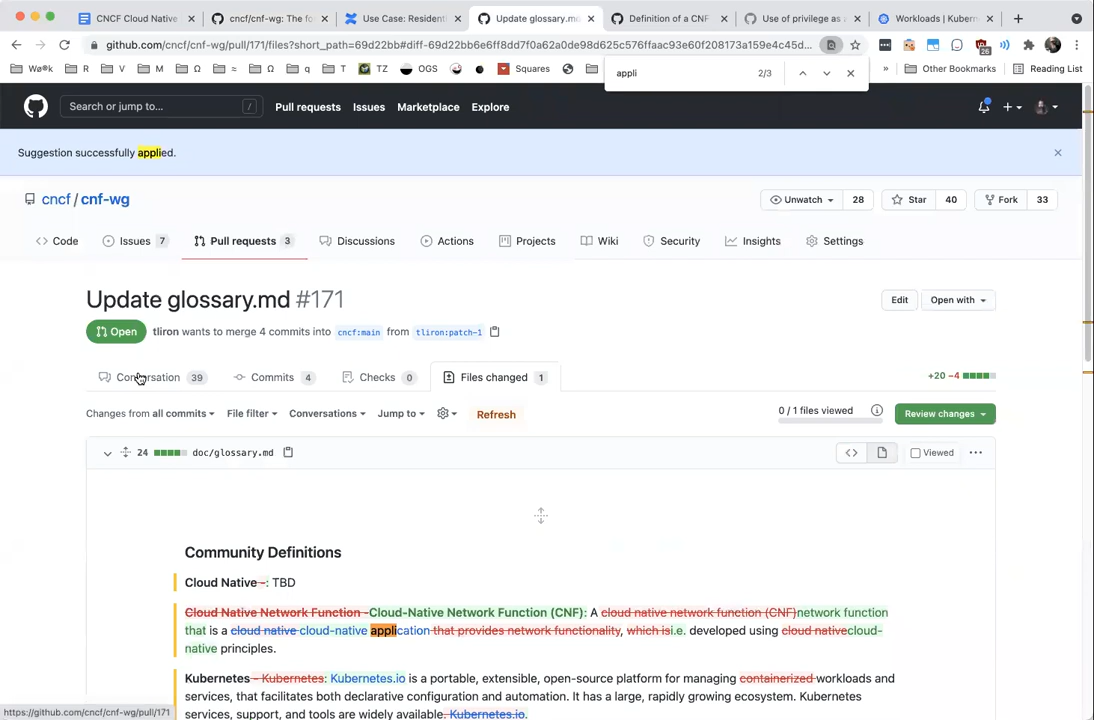 CNCF Cloud Native
cncf/cnf-wg: The fo
Use Case: Resident
Update glossary.md
Definition of a CNF
Use of privilege as
Workloads | Kubern
github.com/cncf/cnf-wg/pull/171/files?short_path=69d22bb#diff-69d22bb6e6ff8dd7f0a62a0de98d625c576ffaac93e60f208173a159e4c45d...
26
Wø®k
R
V
M
Ω
≈
Ω
q
T
TZ
OGS
Squares
»
Other Bookmarks
Reading List
appli
2/3
Search or jump to...
/
Pull requests
Issues
Marketplace
Explore
Suggestion successfully applied.
cncf / cnf-wg
Unwatch
28
Star
40
Fork
33
Code
Issues 7
Pull requests 3
Discussions
Actions
Projects
Wiki
Security
Insights
Settings
Update glossary.md #171
Edit
Open with
Open
tliron wants to merge 4 commits into cncf:main from tliron:patch-1
Conversation 39
Commits 4
Checks 0
Files changed 1
+20 −4
Changes from all commits
File filter
Conversations
Jump to
Refresh
0 / 1 files viewed
Review changes
24
doc/glossary.md
<>
Viewed
Community Definitions
Cloud Native -: TBD
Cloud Native Network Function -Cloud-Native Network Function (CNF): A cloud native network function (CNF)network function
that is a cloud native cloud-native application that provides network functionality, which isi.e. developed using cloud nativecloud-
native principles.
Kubernetes - Kubernetes: Kubernetes.io is a portable, extensible, open-source platform for managing containerized workloads and
services, that facilitates both declarative configuration and automation. It has a large, rapidly growing ecosystem. Kubernetes
services, support, and tools are widely available. Kubernetes.io.
https://github.com/cncf/cnf-wg/pull/171